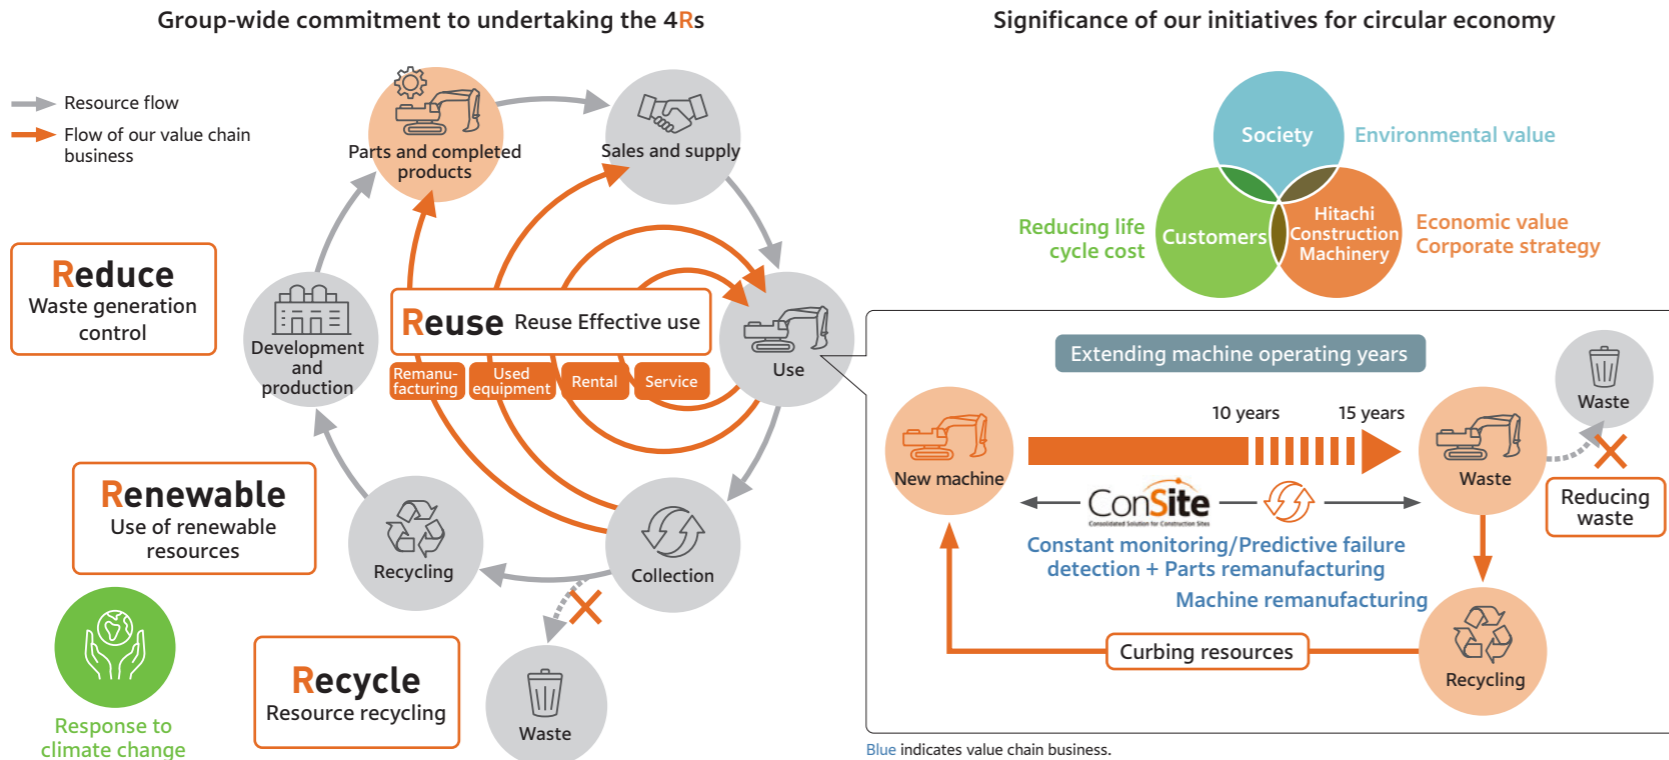 Group-wide commitment to undertaking the 4Rs
Resource flow
Flow of our value chain
business
Parts and completed
products
Sales and supply
Reduce
Waste generation
control
Development
and
production
Reuse Reuse Effective use
Remanu-
facturing
Used
equipment
Rental
Service
Use
Renewable
Use of renewable
resources
Recycling
Collection
Recycle
Resource recycling
Waste
Response to
climate change
Significance of our initiatives for circular economy
Society
Environmental value
Reducing life
cycle cost
Customers
Hitachi
Construction
Machinery
Economic value
Corporate strategy
Extending machine operating years
10 years
15 years
New machine
Waste
Waste
Reducing
waste
ConSite
Consolidated Solution for Construction Sites
Constant monitoring/Predictive failure
detection + Parts remanufacturing
Machine remanufacturing
Curbing resources
Recycling
Blue indicates value chain business.